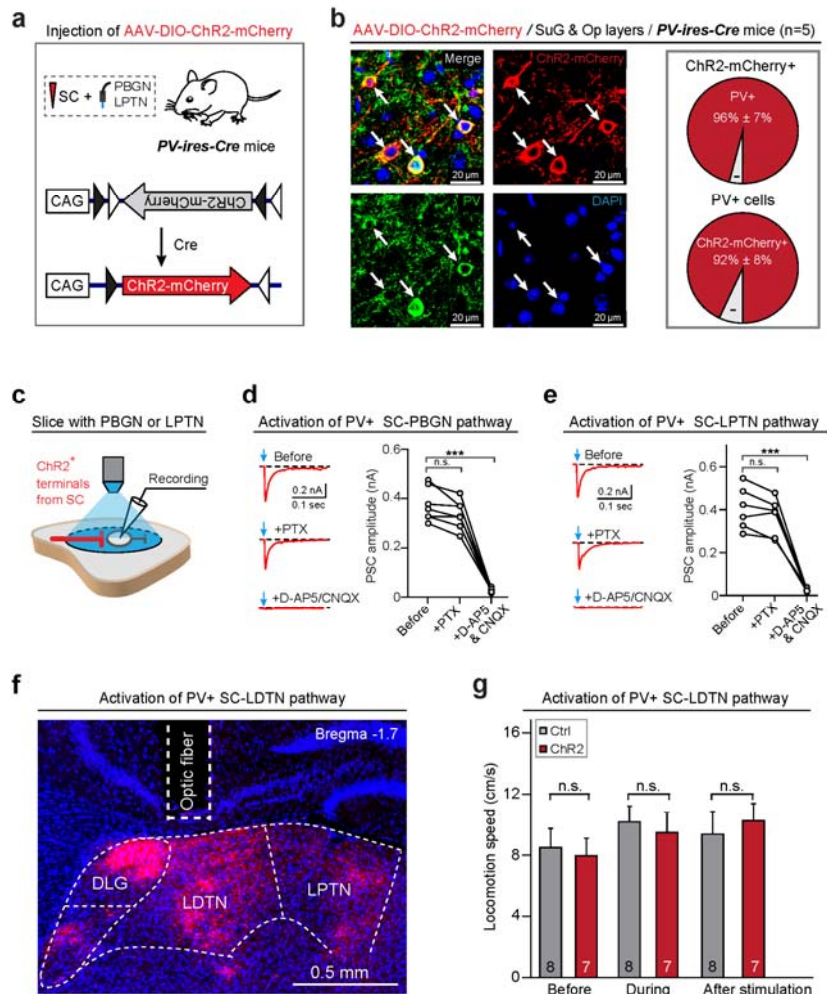 a
Injection of AAV-DIO-ChR2-mCherry
SC +
PBGN
LPTN
PV-ires-Cre mice
CAG
ChR2-mCherry
Cre
CAG
ChR2-mCherry
b
AAV-DIO-ChR2-mCherry / SuG & Op layers / PV-ires-Cre mice (n=5)
Merge
20 µm
ChR2-mCherry
20 µm
PV
20 µm
DAPI
20 µm
ChR2-mCherry+
PV+
96% ± 7%
-
PV+ cells
ChR2-mCherry+
92% ± 8%
-
c
Slice with PBGN or LPTN
ChR2+
terminals
from SC
Recording
d
Activation of PV+ SC-PBGN pathway
Before
0.2 nA
0.1 sec
+PTX
+D-AP5/CNQX
PSC amplitude (nA)
0.6
0.4
0.2
0
***
n.s.
Before
+PTX
+D-AP5
& CNQX
e
Activation of PV+ SC-LPTN pathway
Before
0.2 nA
0.1 sec
+PTX
+D-AP5/CNQX
PSC amplitude (nA)
0.6
0.4
0.2
0
***
n.s.
Before
+PTX
+D-AP5
& CNQX
f
Activation of PV+ SC-LDTN pathway
Optic fiber
Bregma -1.7
DLG
LDTN
LPTN
0.5 mm
g
Activation of PV+ SC-LDTN pathway
Locomotion speed (cm/s)
16
12
8
4
0
Ctrl
ChR2
n.s.
n.s.
n.s.
8
7
8
7
8
7
Before
During
After stimulation